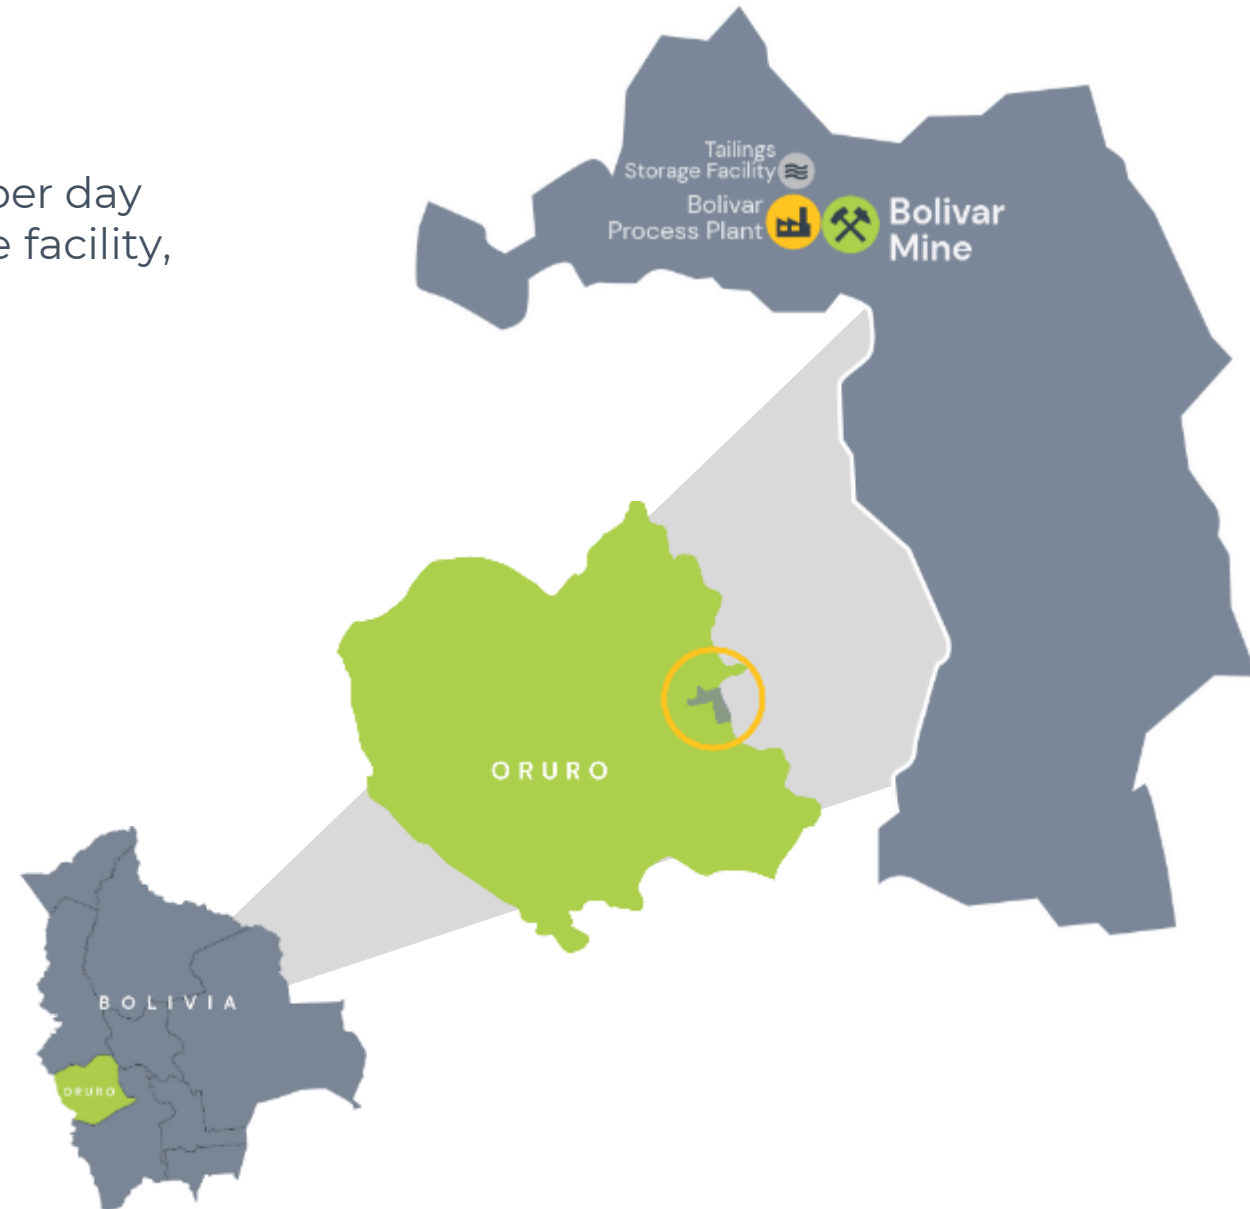 per day
facility,
Tailings
Storage Facility
Bolivar
Process Plant
Bolivar
Mine
ORURO
BOLIVIA
ORURO